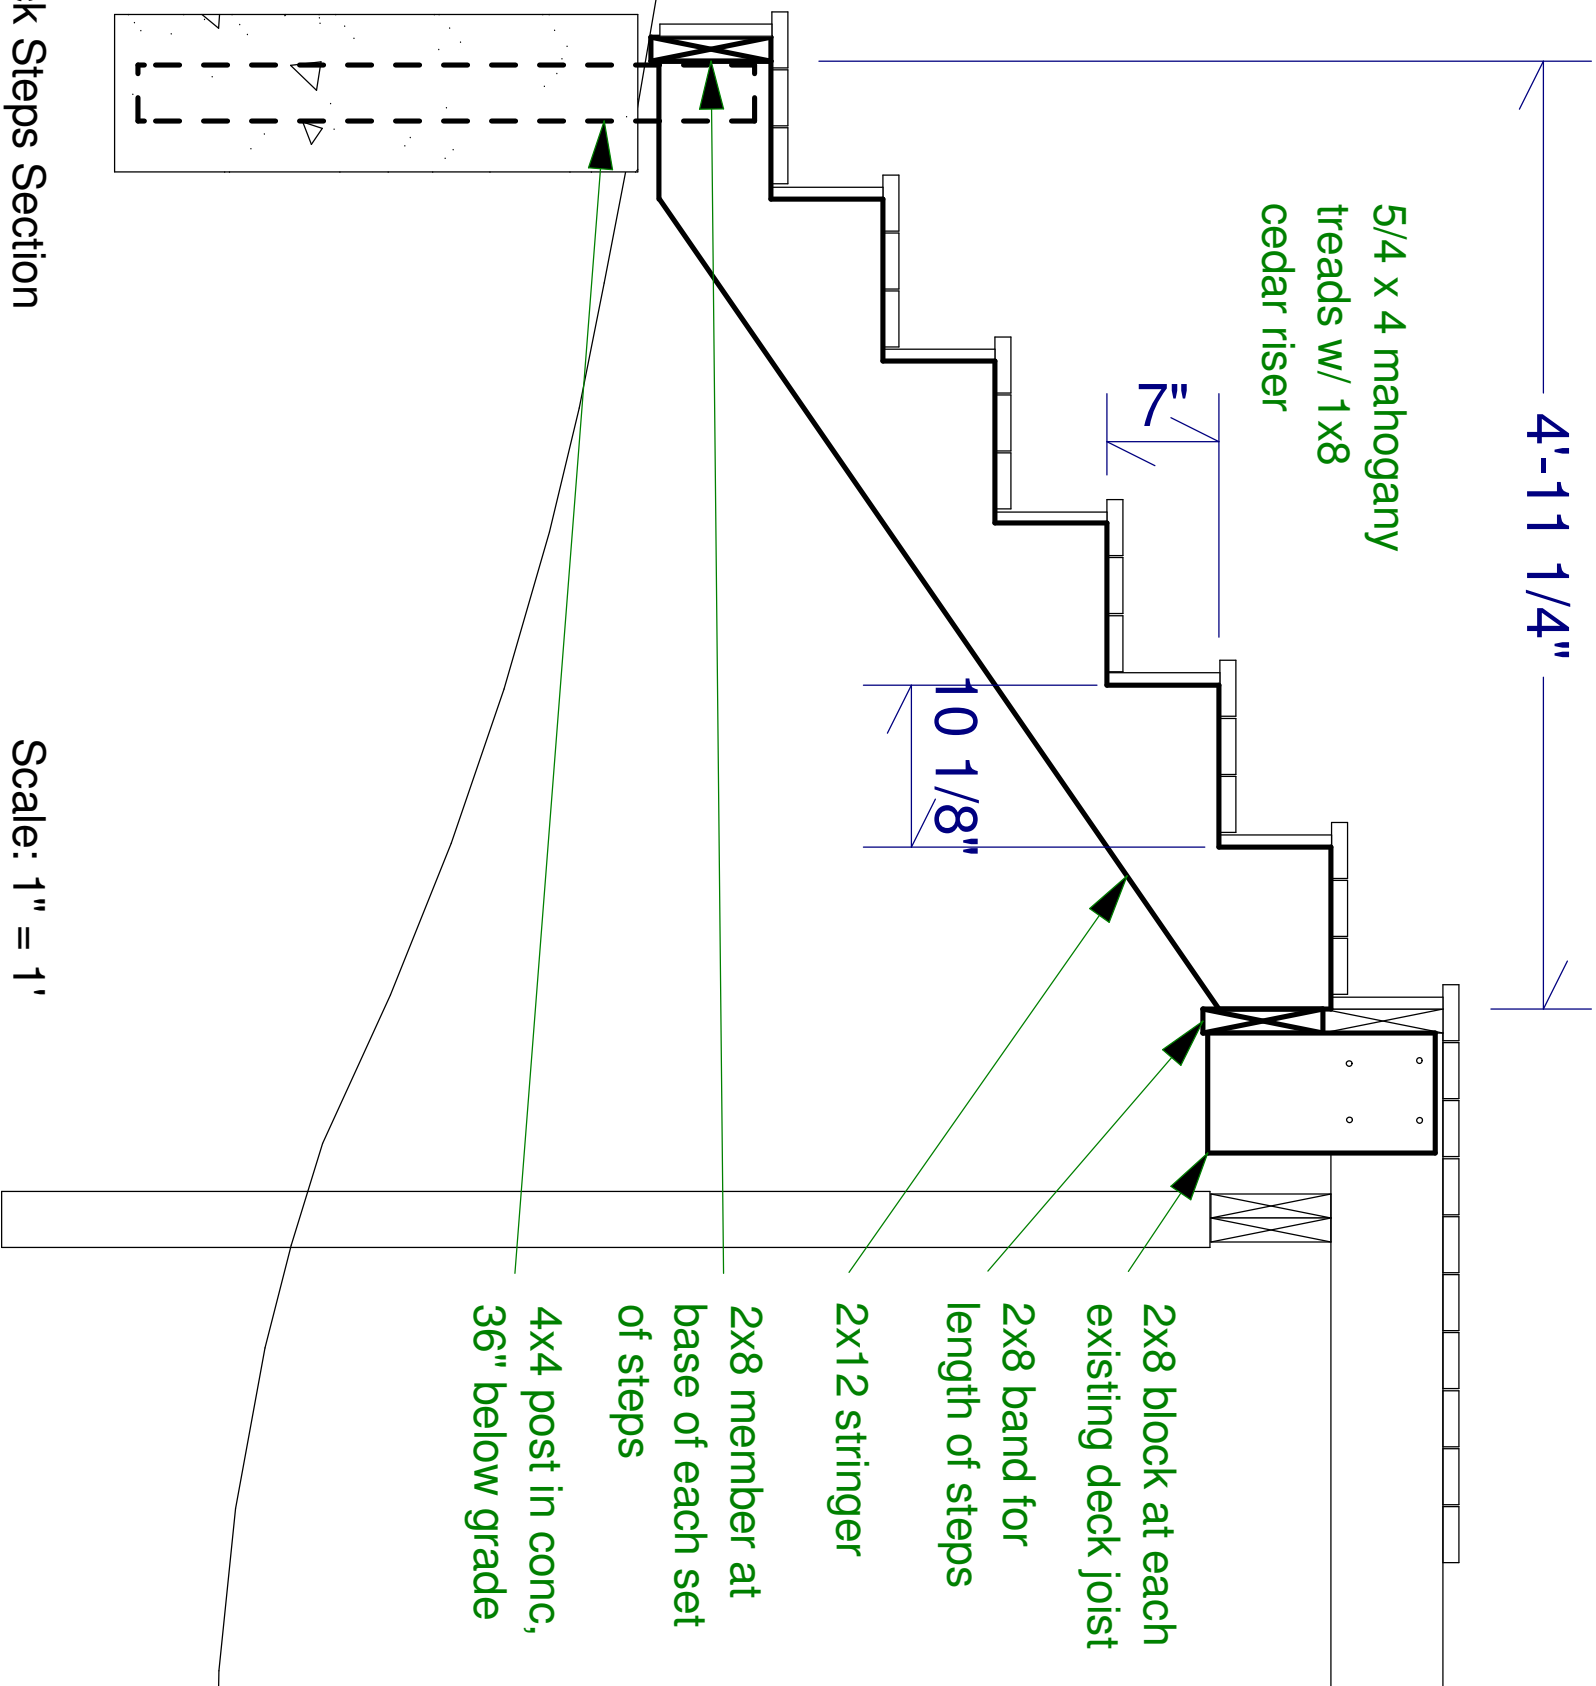 4'-11 1/4"
5/4 x 4 mahogany
treads w/ 1x8
cedar riser
7"
10 1/8"
2x8 block at each
existing deck joist
2x8 band for
length of steps
2x12 stringer
2x8 member at
base of each set
of steps
4x4 post in conc,
36" below grade
Steps Section
Scale: 1" = 1'